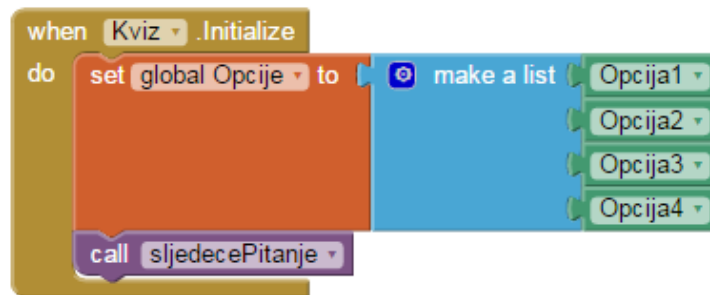 when Kviz .Initialize
do set global Opcije to make a list Opcija1
Opcija2
Opcija3
Opcija4
call sljedecePitanje